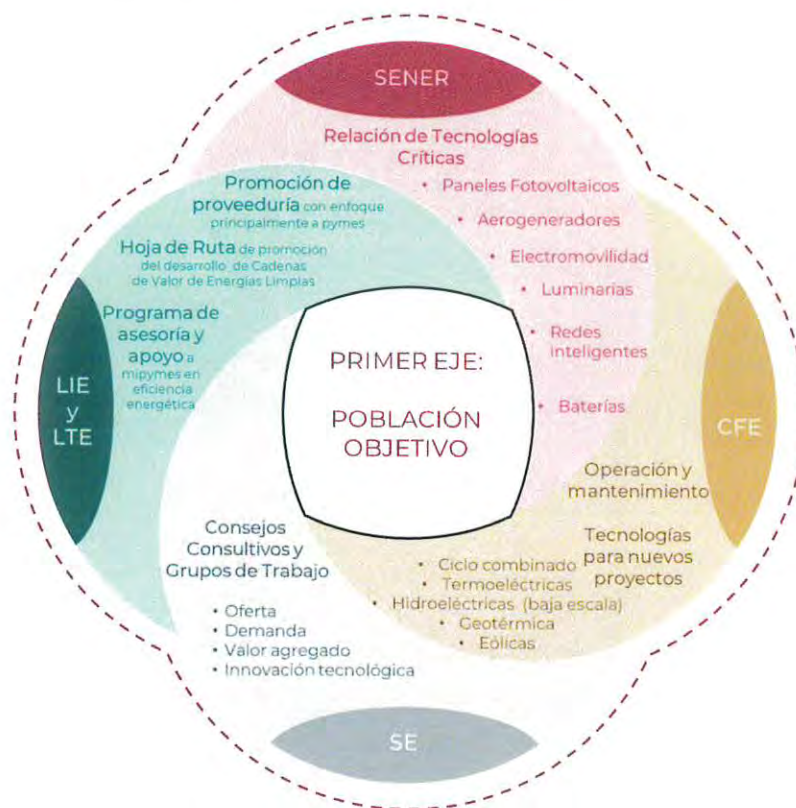 SENER
Relación de Tecnologías
Críticas
• Paneles Fotovoltaicos
• Aerogeneradores
• Electromovilidad
• Luminarias
• Redes
inteligentes
• Baterías
Promoción de
proveeduría con enfoque
principalmente a pymes
Hoja de Ruta de promoción
del desarrollo de Cadenas
de Valor de Energías Limpias
Programa de
asesoría y
apoyo a
mipymes en
eficiencia
energética
LIE
y
LTE
PRIMER EJE:
POBLACIÓN
OBJETIVO
CFE
Operación y
mantenimiento
Tecnologías
para nuevos
proyectos
• Ciclo combinado
• Termoeléctricas
• Hidroeléctricas (baja escala)
• Geotérmica
• Eólicas
Consejos
Consultivos y
Grupos de Trabajo
• Oferta
• Demanda
• Valor agregado
• Innovación tecnológica
SE